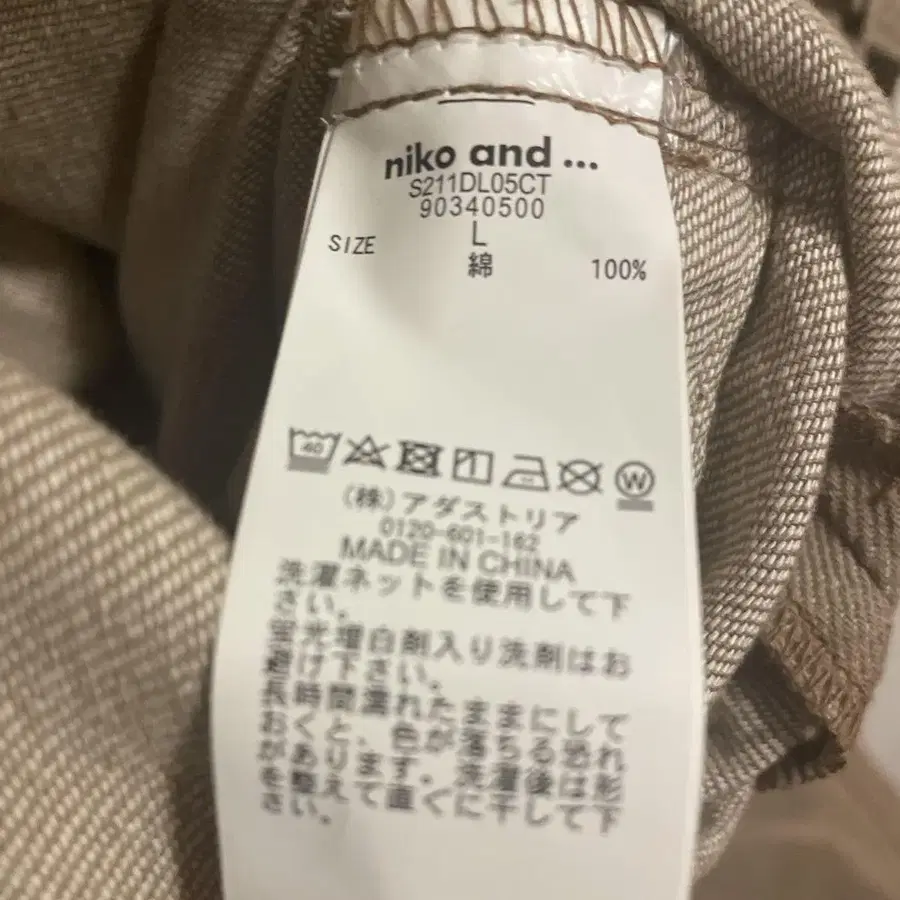 niko and ...
S211DL05CT
90340500
SIZE L
綿 100%
40
W
(株)アダストリア
0120-601-162
MADE IN CHINA
洗濯ネットを使用して下
さい。
蛍光増白剤入り洗剤はお
避け下さい。
長時間濡れたままにして
おくと、色が落ちる恐れ
があります。洗濯後は形
を整えて直ぐに干して下
さい。